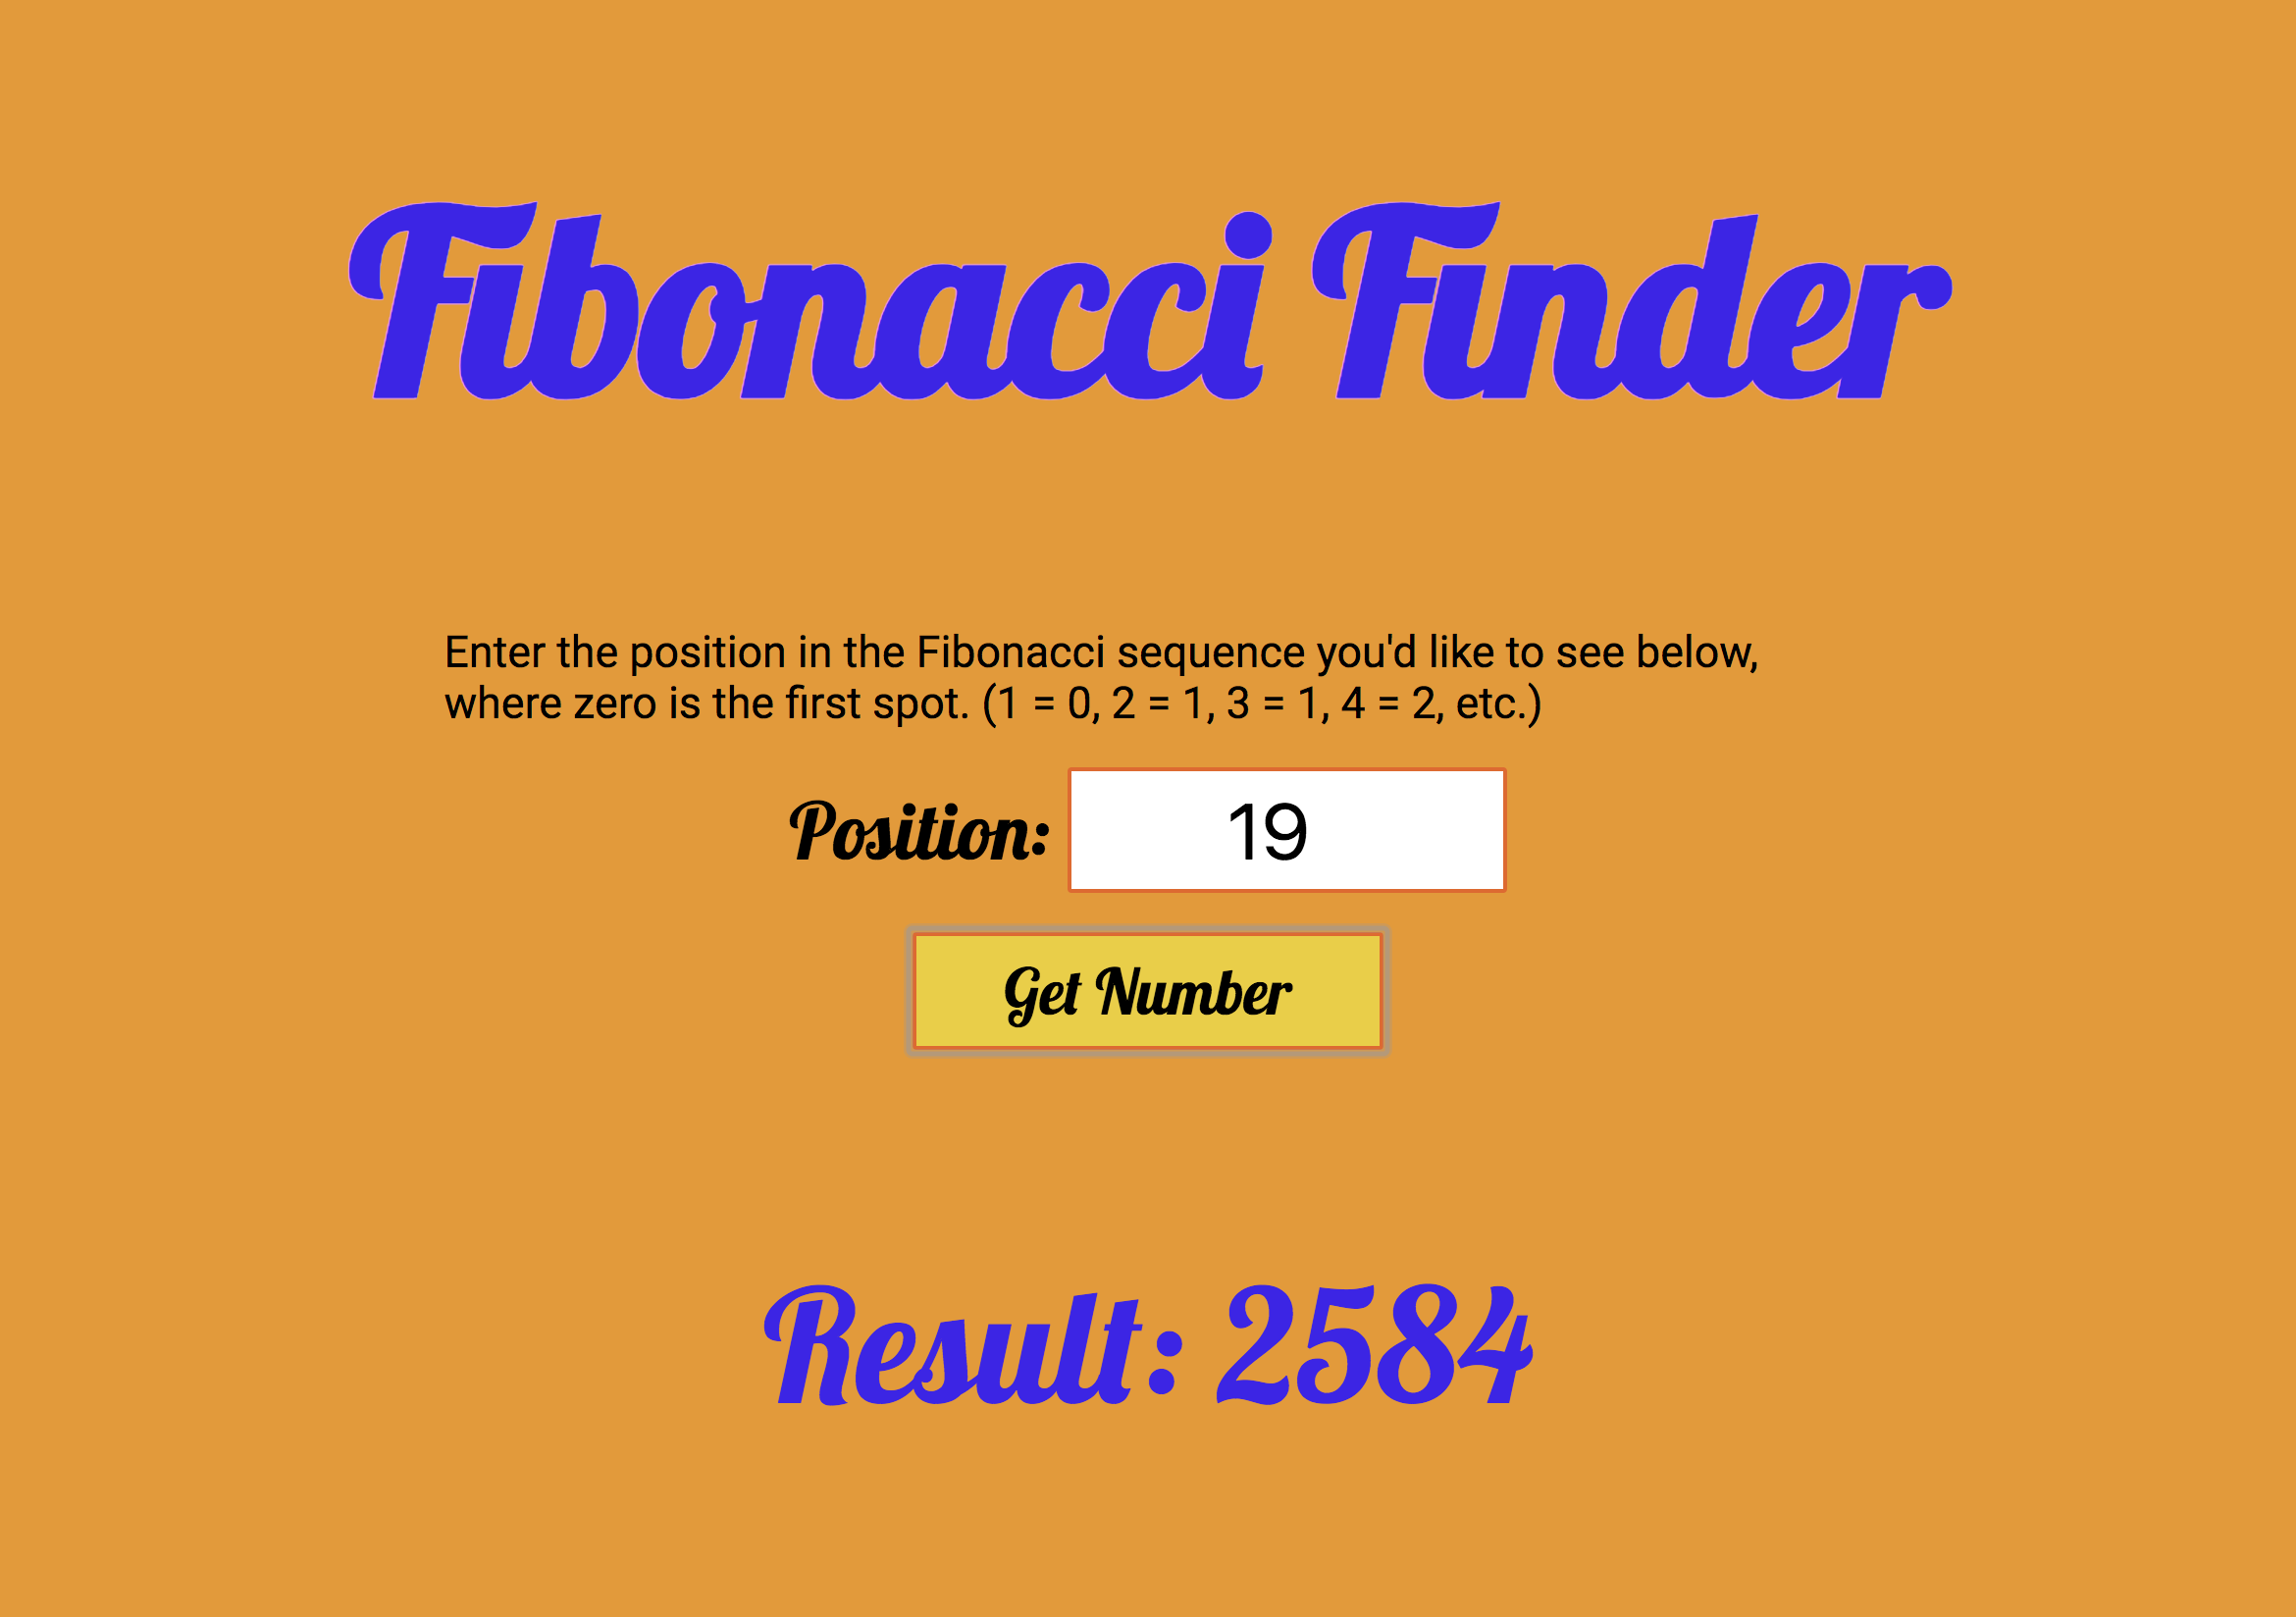 Fibonacci Finder
Enter the position in the Fibonacci sequence you'd like to see below,
where zero is the first spot. (1 = 0, 2 = 1, 3 = 1, 4 = 2, etc.)
Position: 19
Get Number
Result: 2584